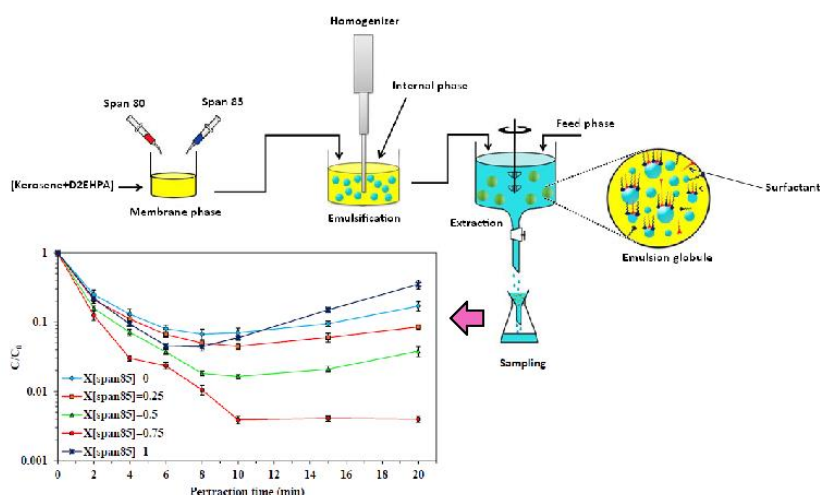 Homogenizer
Span 80
Span 85
Internal phase
Feed phase
[Kerosene+D2EHPA]
Membrane phase
Emulsification
Extraction
Surfactant
Emulsion globule
Sampling
C/C0
1
0.1
0.01
0.001
X[span85]=0
X[span85]=0.25
X[span85]=0.5
X[span85]=0.75
X[span85]=1
0 2 4 6 8 10 12 14 16 18 20
Pertraction time (min)